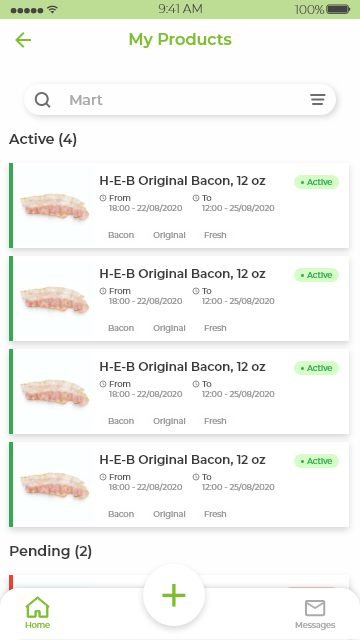 9:41 AM 100%
My Products
Mart
Active (4)
H-E-B Original Bacon, 12 oz Active
From To
18:00 - 22/08/2020 12:00 - 25/08/2020
Bacon Original Fresh
H-E-B Original Bacon, 12 oz Active
From To
18:00 - 22/08/2020 12:00 - 25/08/2020
Bacon Original Fresh
H-E-B Original Bacon, 12 oz Active
From To
18:00 - 22/08/2020 12:00 - 25/08/2020
Bacon Original Fresh
H-E-B Original Bacon, 12 oz Active
From To
18:00 - 22/08/2020 12:00 - 25/08/2020
Bacon Original Fresh
Pending (2)
Home Messages